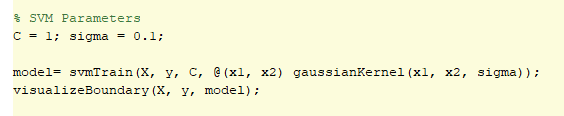 % SVM Parameters
C = 1; sigma = 0.1;
model= svmTrain(X, y, C, @(x1, x2) gaussianKernel(x1, x2, sigma));
visualizeBoundary(X, y, model);